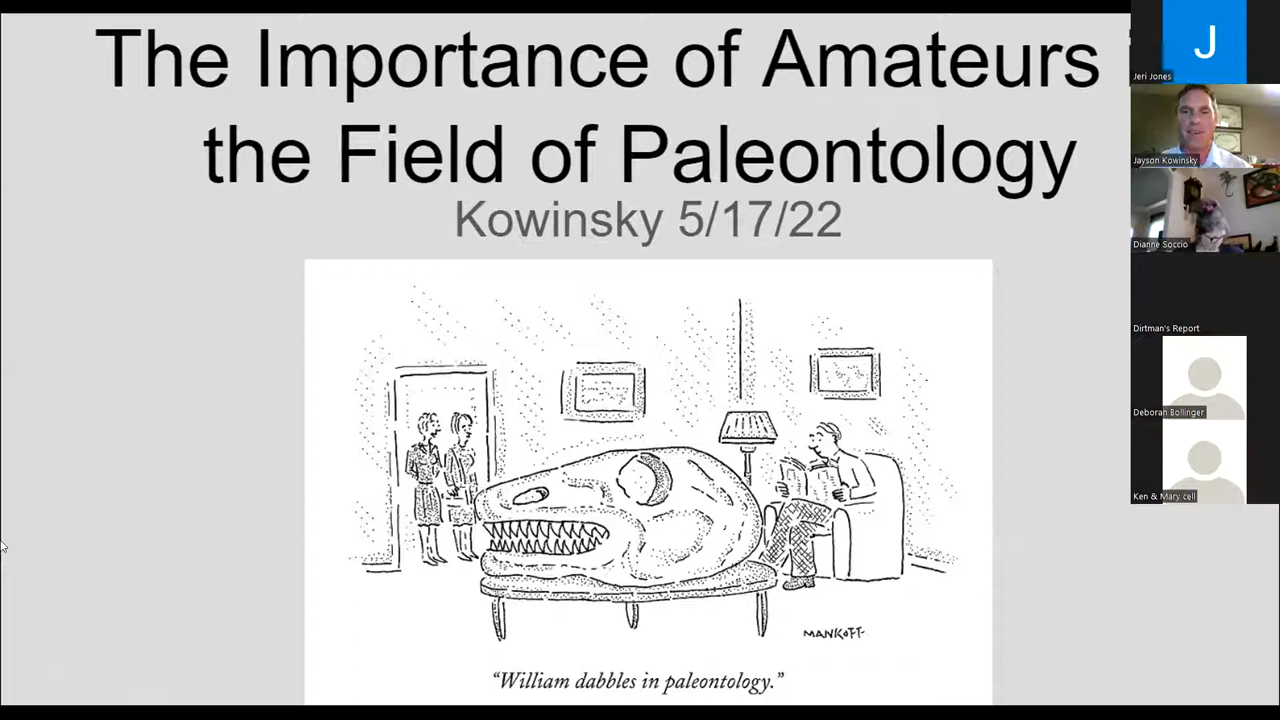 The Importance of Amateurs
the Field of Paleontology
Kowinsky 5/17/22
MANKOFF
“William dabbles in paleontology.”
J
Jeri Jones
Jayson Kowinsky
Dianne Soccio
Dirtman's Report
Deborah Bollinger
Ken & Mary cell